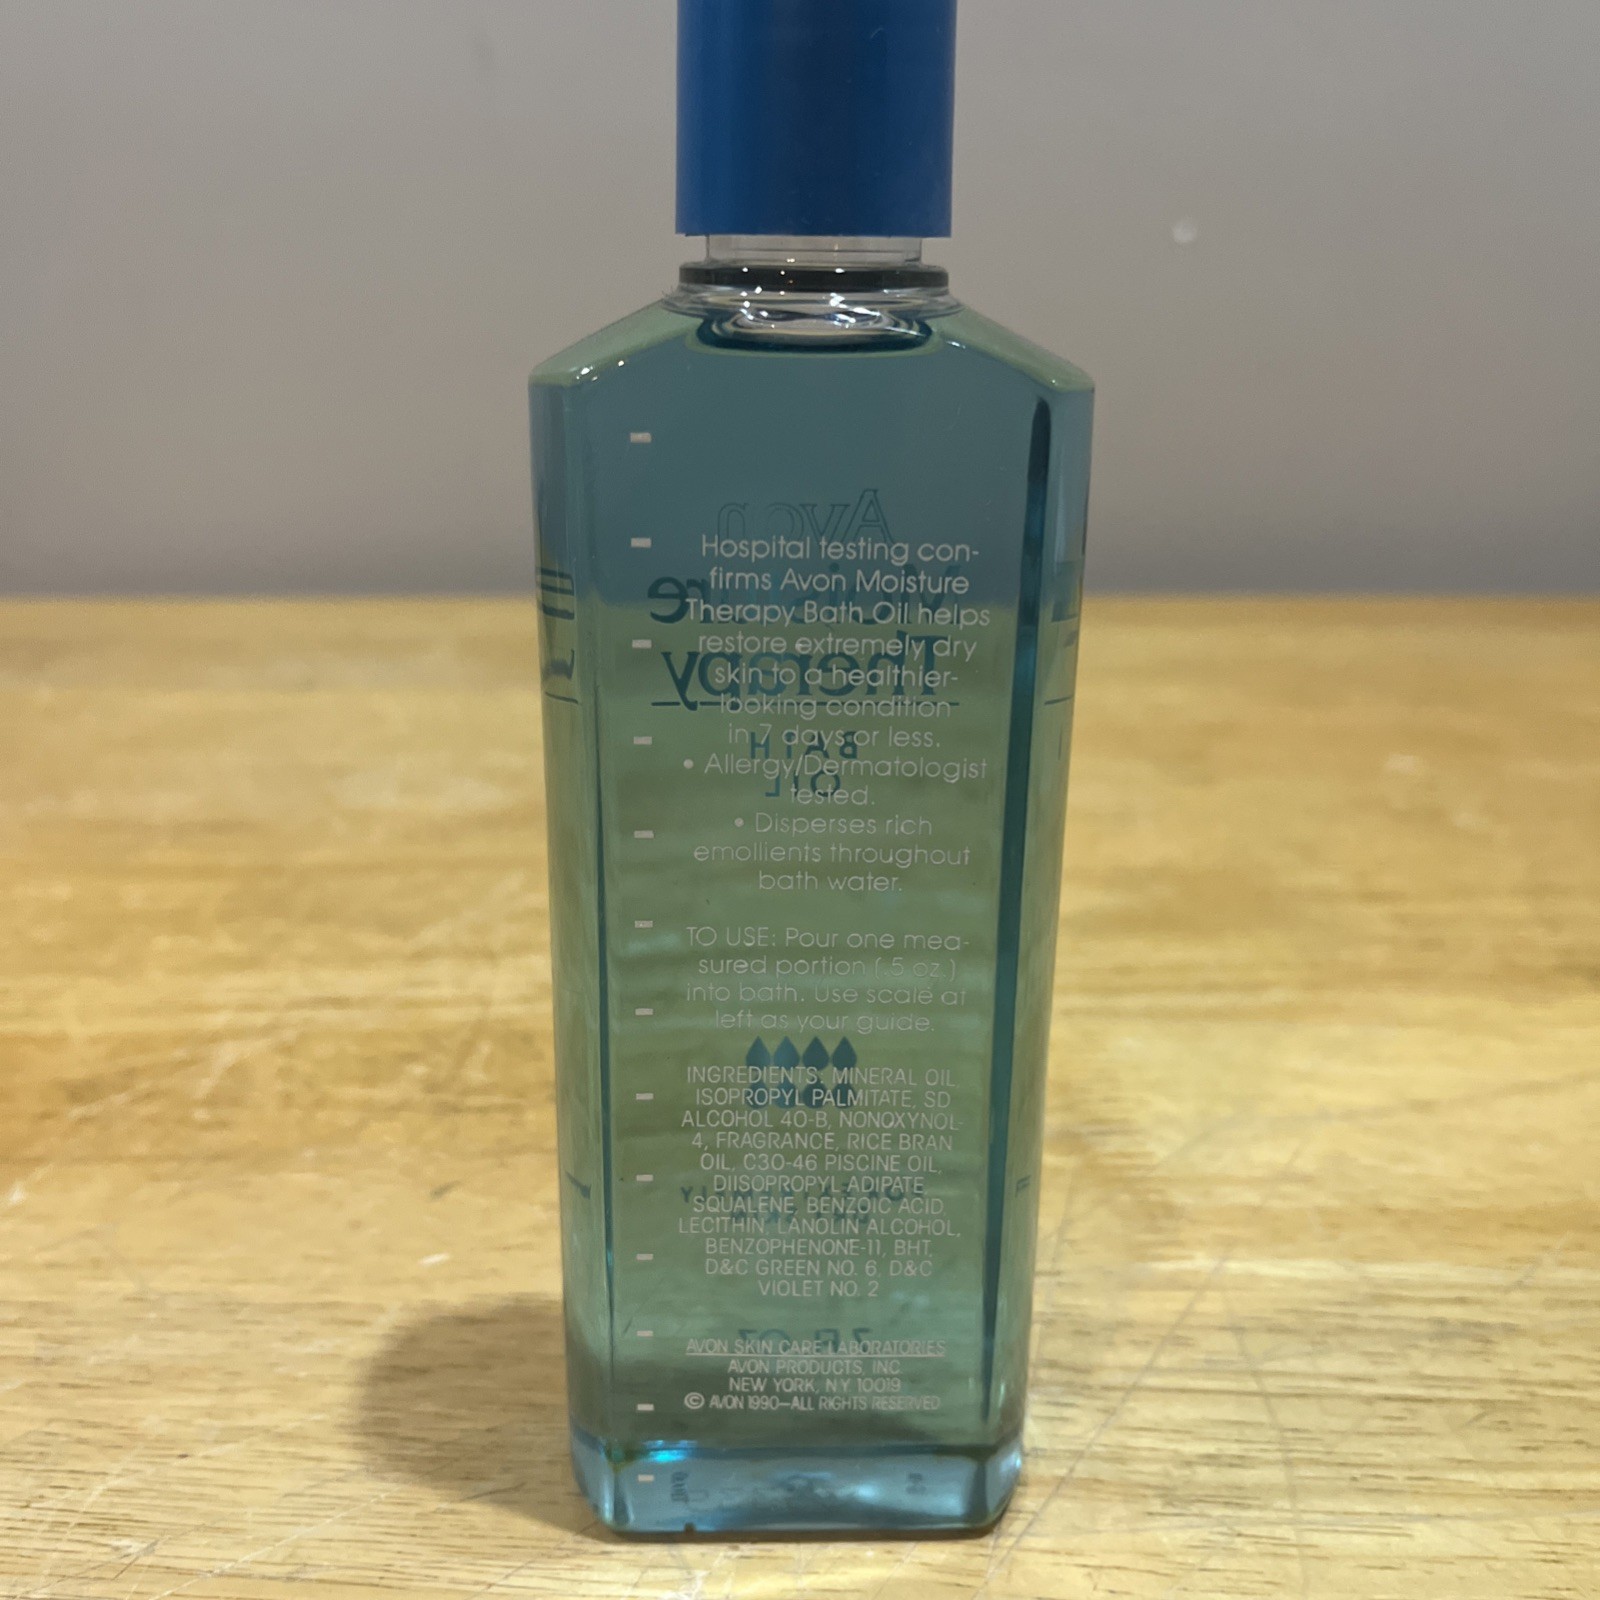 Avon
Moisture
Therapy
BATH
OIL
Hospital testing con-
firms Avon Moisture
Therapy Bath Oil helps
restore extremely dry
skin to a healthier-
looking condition
in 7 days or less.
• Allergy/Dermatologist
tested.
• Disperses rich
emollients throughout
bath water.
TO USE: Pour one mea-
sured portion (.5 oz.)
into bath. Use scale at
left as your guide.
INGREDIENTS: MINERAL OIL,
ISOPROPYL PALMITATE, SD
ALCOHOL 40-B, NONOXYNOL-
4, FRAGRANCE, RICE BRAN
OIL, C30-46 PISCINE OIL,
DIISOPROPYL ADIPATE,
SQUALENE, BENZOIC ACID,
LECITHIN, LANOLIN ALCOHOL,
BENZOPHENONE-11, BHT,
D&C GREEN NO. 6, D&C
VIOLET NO. 2
AVON SKIN CARE LABORATORIES
AVON PRODUCTS, INC.
NEW YORK, N.Y. 10019
© AVON 1990—ALL RIGHTS RESERVED